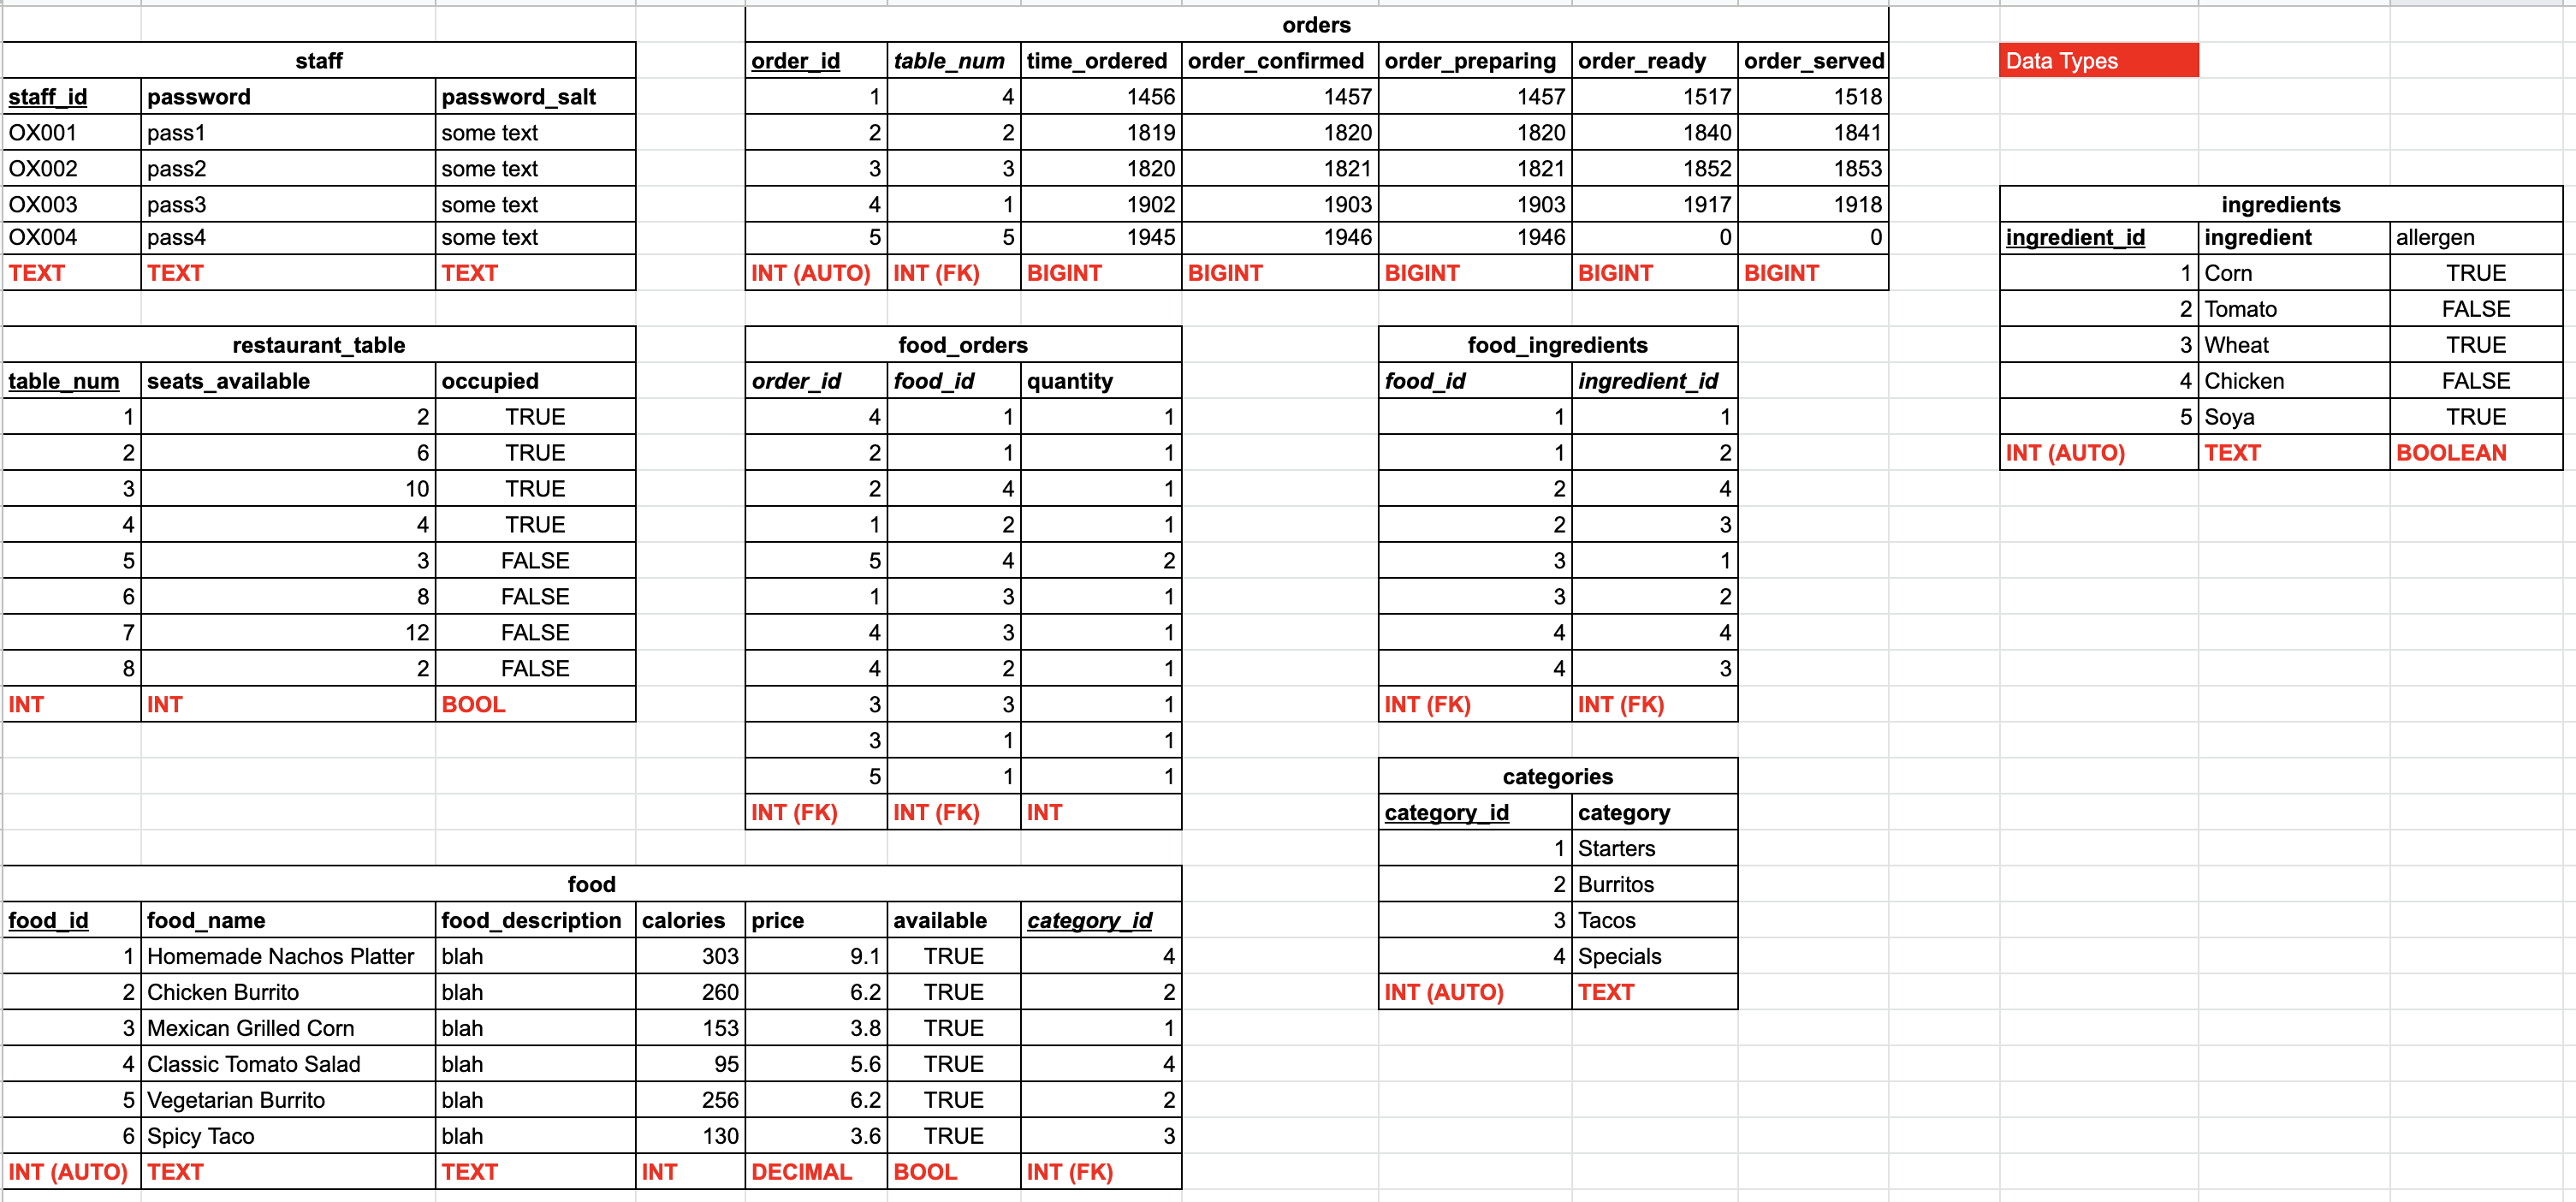 staff
staff_id password password_salt
OX001 pass1 some text
OX002 pass2 some text
OX003 pass3 some text
OX004 pass4 some text
TEXT TEXT TEXT
orders
order_id table_num time_ordered order_confirmed order_preparing order_ready order_served
1 4 1456 1457 1457 1517 1518
2 2 1819 1820 1820 1840 1841
3 3 1820 1821 1821 1852 1853
4 1 1902 1903 1903 1917 1918
5 5 1945 1946 1946 0 0
INT (AUTO) INT (FK) BIGINT BIGINT BIGINT BIGINT BIGINT
Data Types
ingredients
ingredient_id ingredient allergen
1 Corn TRUE
2 Tomato FALSE
3 Wheat TRUE
4 Chicken FALSE
5 Soya TRUE
INT (AUTO) TEXT BOOLEAN
restaurant_table
table_num seats_available occupied
1 2 TRUE
2 6 TRUE
3 10 TRUE
4 4 TRUE
5 3 FALSE
6 8 FALSE
7 12 FALSE
8 2 FALSE
INT INT BOOL
food_orders
order_id food_id quantity
4 1 1
2 1 1
2 4 1
1 2 1
5 4 2
1 3 1
4 3 1
4 2 1
3 3 1
3 1 1
5 1 1
INT (FK) INT (FK) INT
food_ingredients
food_id ingredient_id
1 1
1 2
2 4
2 3
3 1
3 2
4 4
4 3
INT (FK) INT (FK)
categories
category_id category
1 Starters
2 Burritos
3 Tacos
4 Specials
INT (AUTO) TEXT
food
food_id food_name food_description calories price available category_id
1 Homemade Nachos Platter blah 303 9.1 TRUE 4
2 Chicken Burrito blah 260 6.2 TRUE 2
3 Mexican Grilled Corn blah 153 3.8 TRUE 1
4 Classic Tomato Salad blah 95 5.6 TRUE 4
5 Vegetarian Burrito blah 256 6.2 TRUE 2
6 Spicy Taco blah 130 3.6 TRUE 3
INT (AUTO) TEXT TEXT INT DECIMAL BOOL INT (FK)